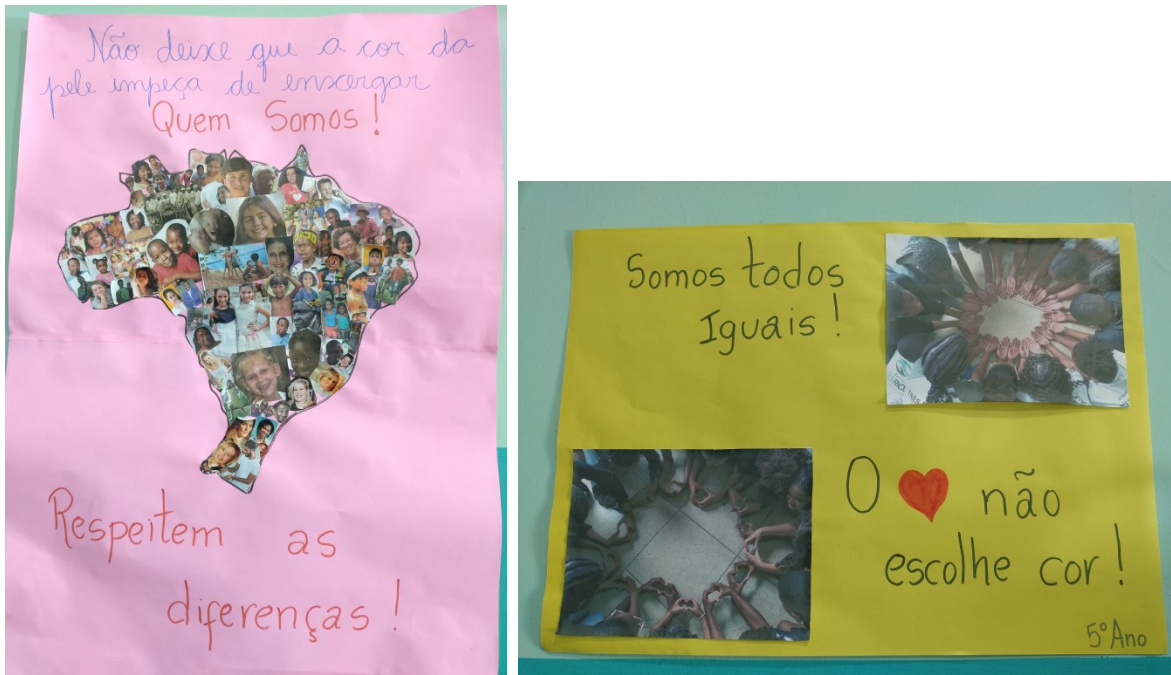 Não deixe que a cor da
pele impeça de enxergar
Quem Somos!
Respeitem as
diferenças!
Somos todos
Iguais!
O não
escolhe cor!
5º Ano